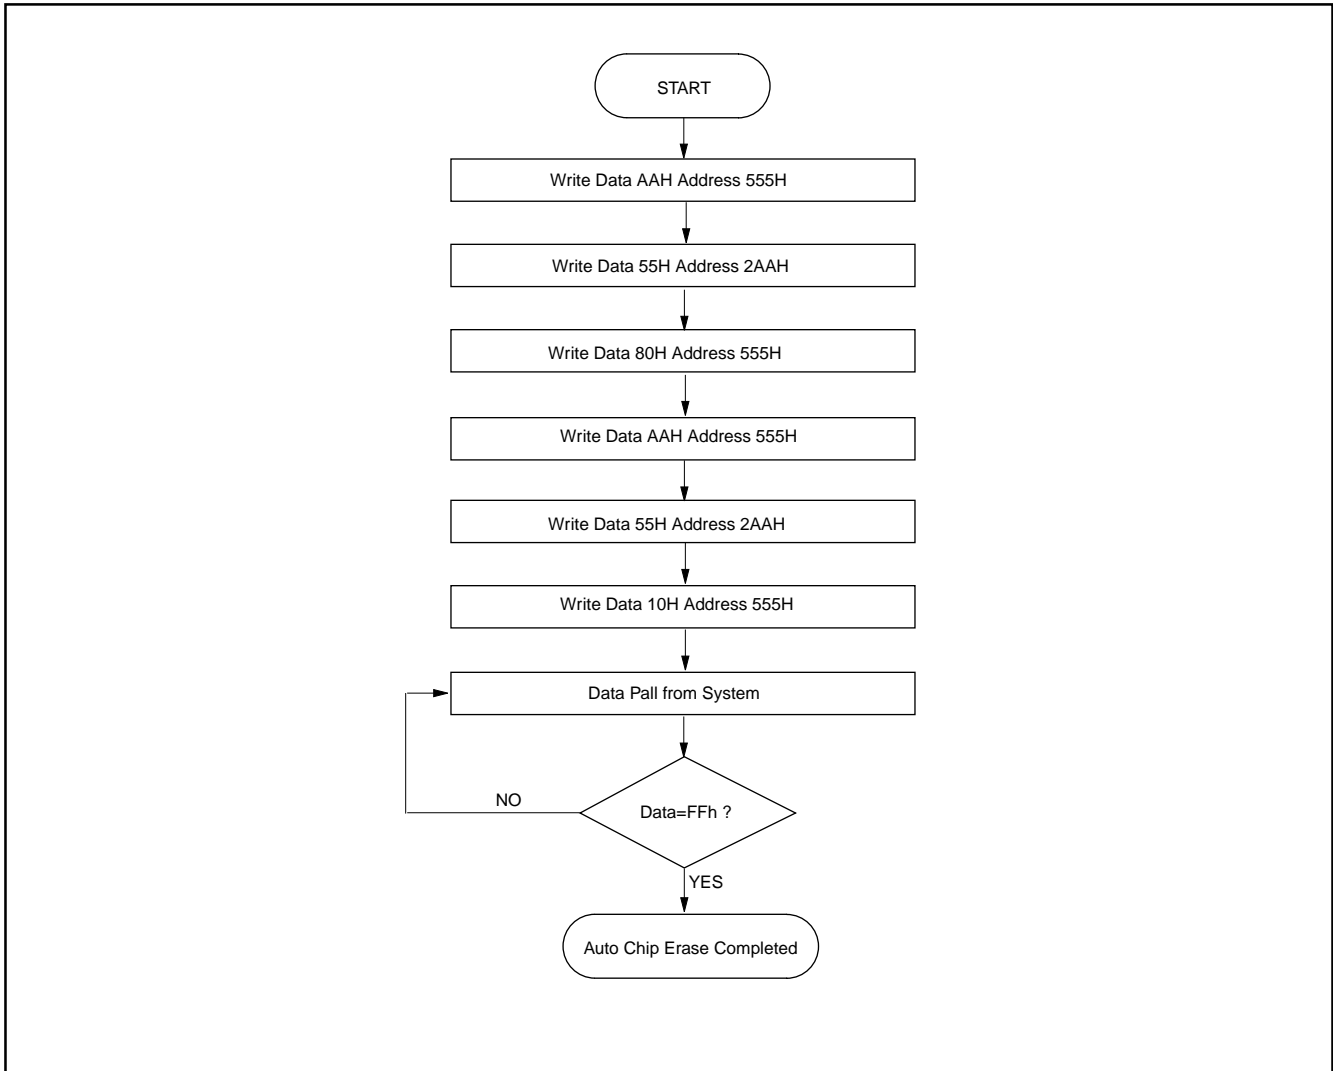 START
Write Data AAH Address 555H
Write Data 55H Address 2AAH
Write Data 80H Address 555H
Write Data AAH Address 555H
Write Data 55H Address 2AAH
Write Data 10H Address 555H
Data Pall from System
NO
Data=FFh ?
YES
Auto Chip Erase Completed